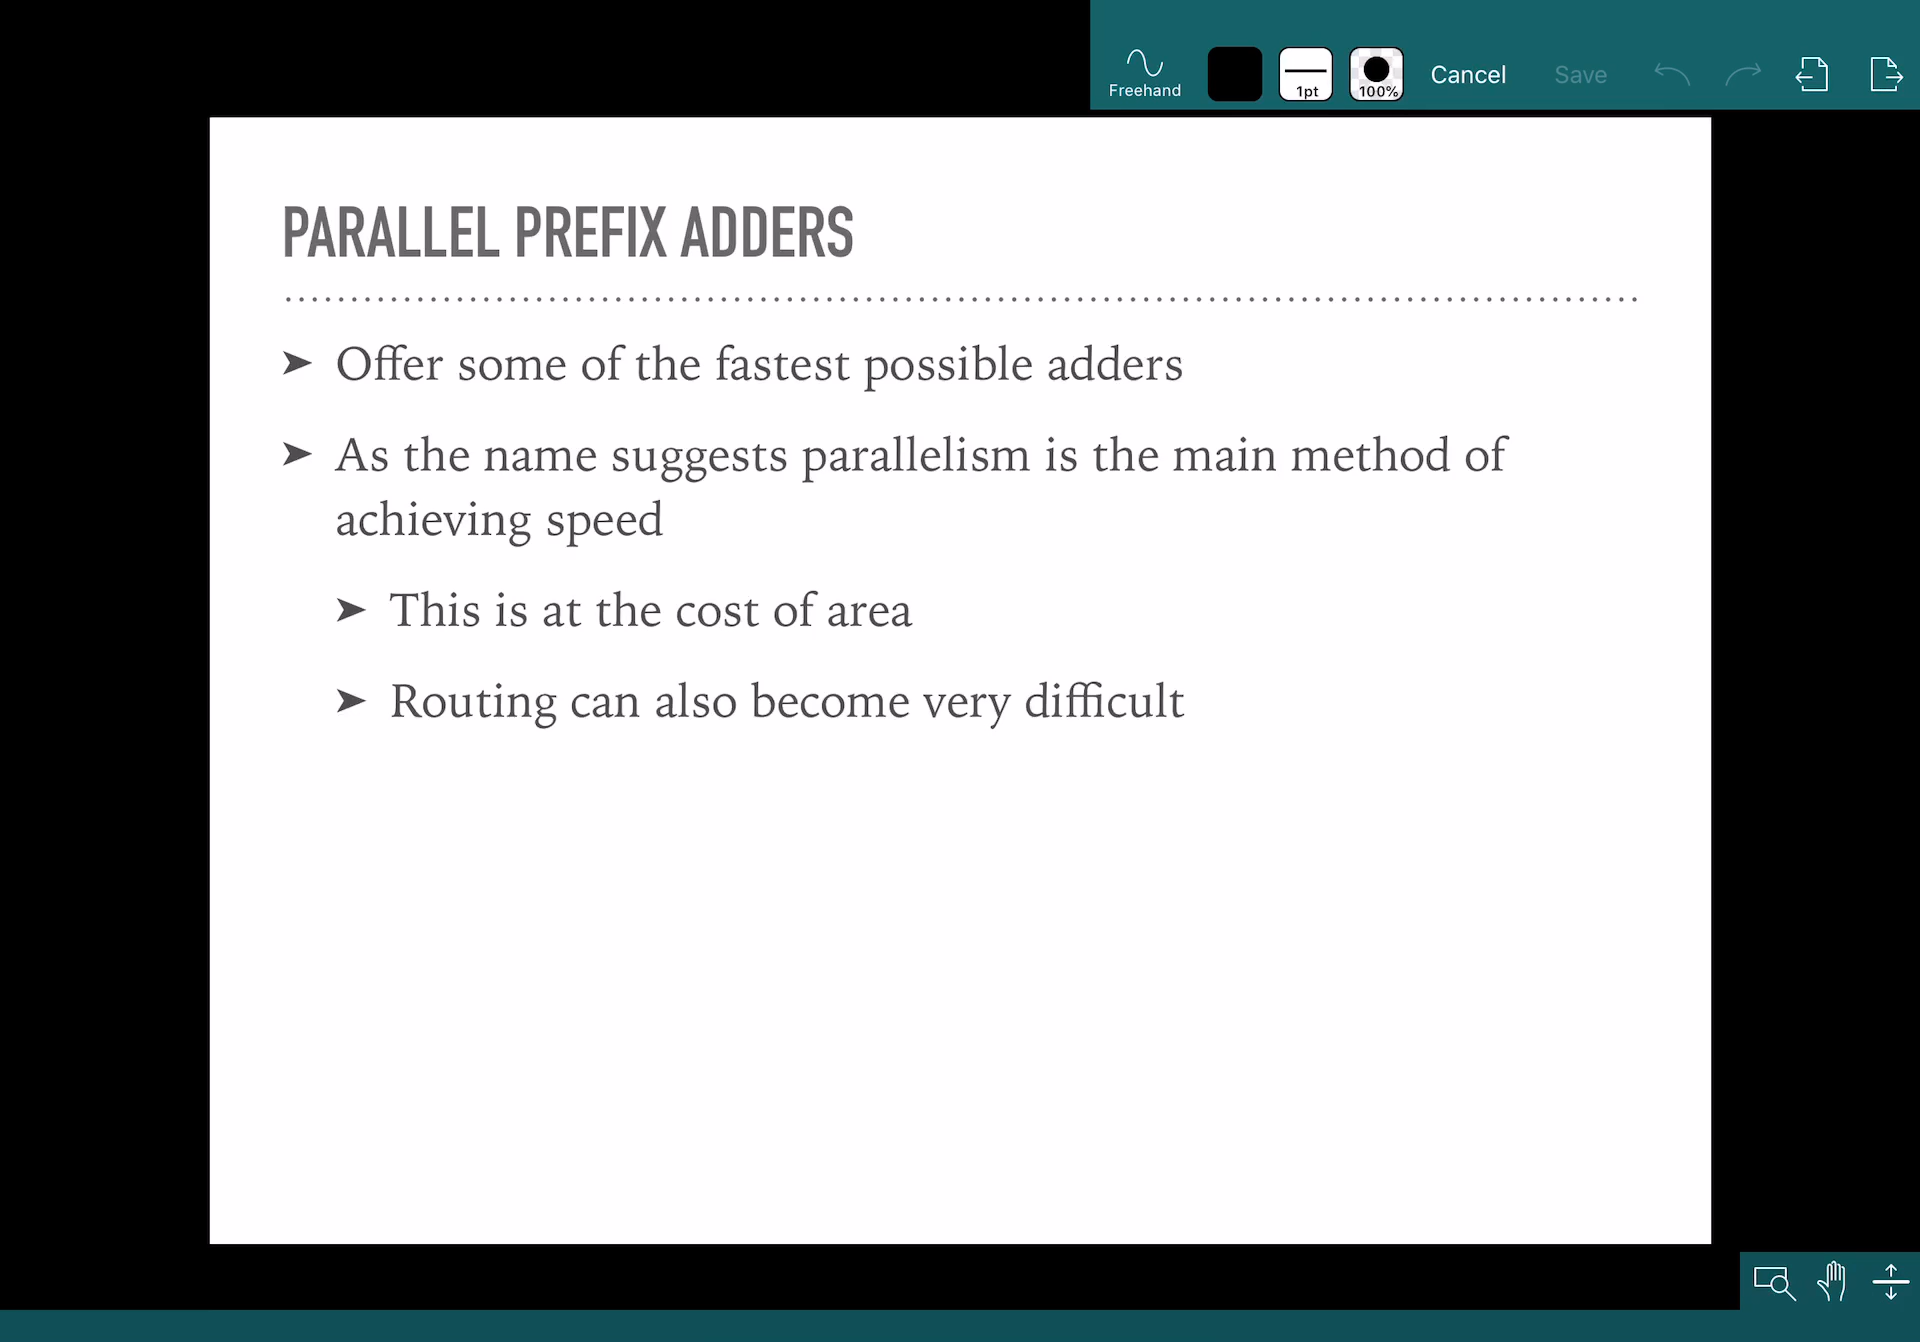 Freehand
1pt
100%
Cancel
Save
PARALLEL PREFIX ADDERS
➤ Offer some of the fastest possible adders
➤ As the name suggests parallelism is the main method of
achieving speed
➤ This is at the cost of area
➤ Routing can also become very difficult